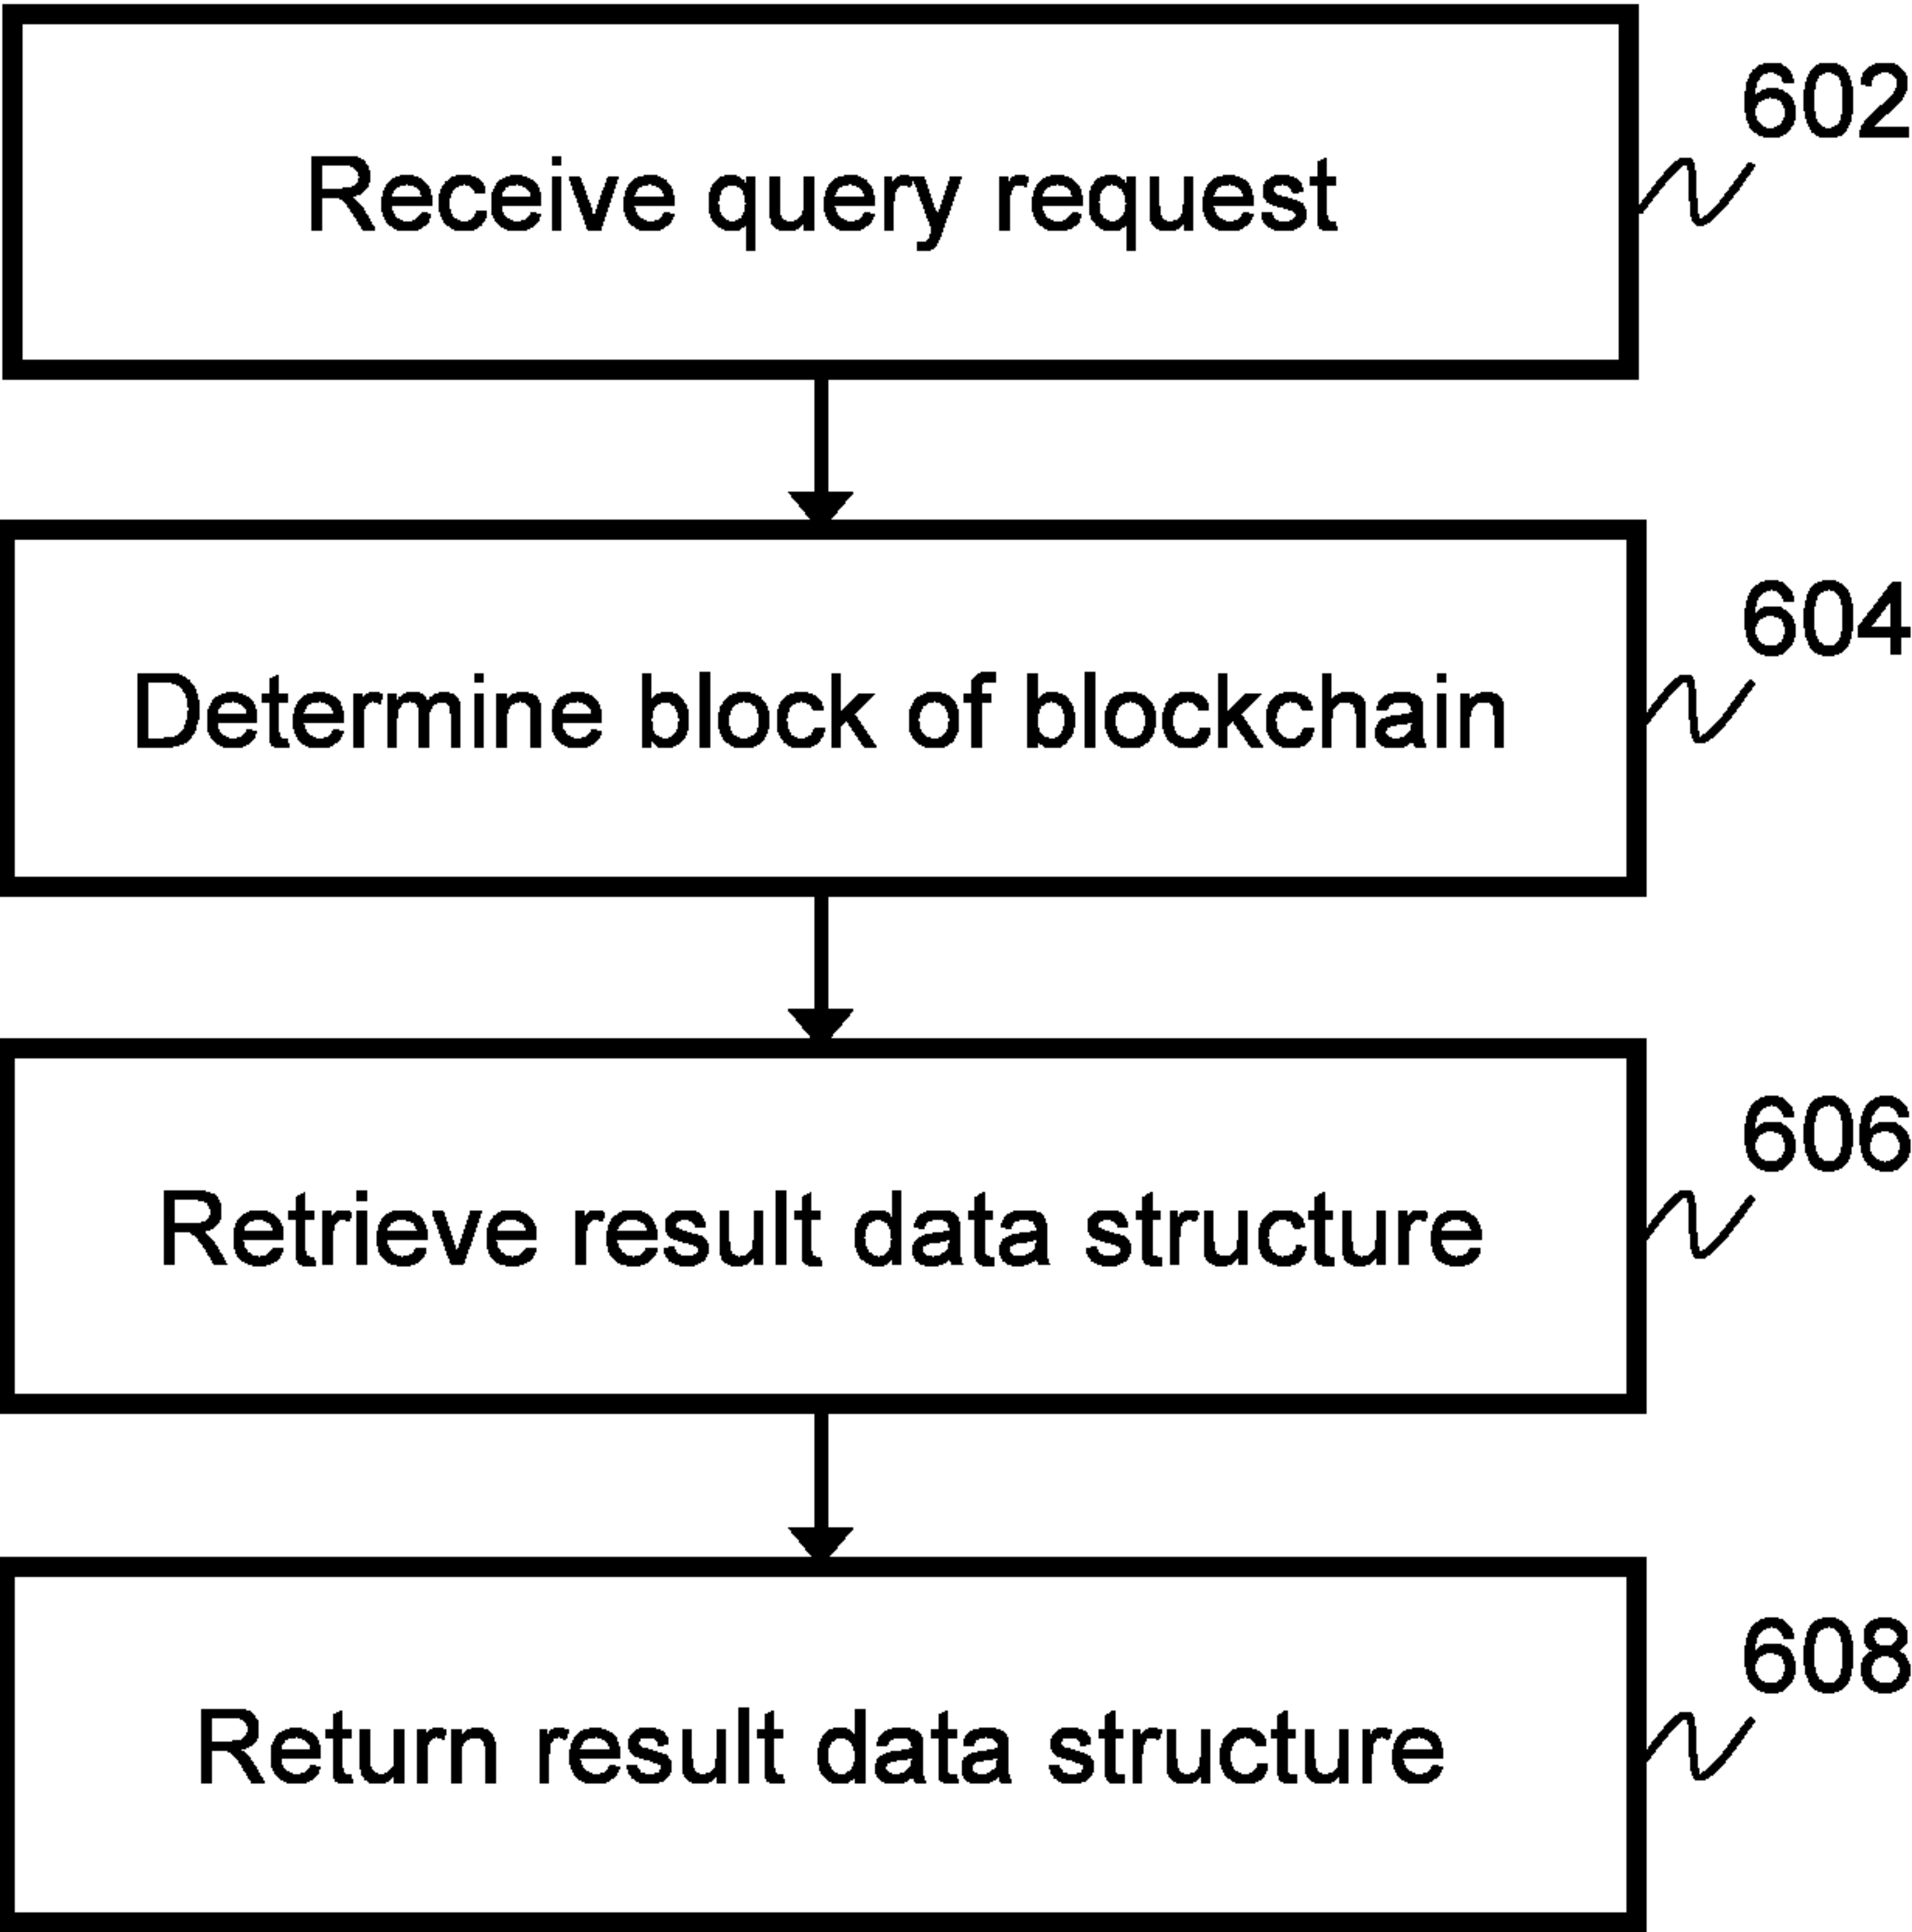 602
Receive query request
604
Determine block of blockchain
606
Retrieve result data structure
608
Return result data structure